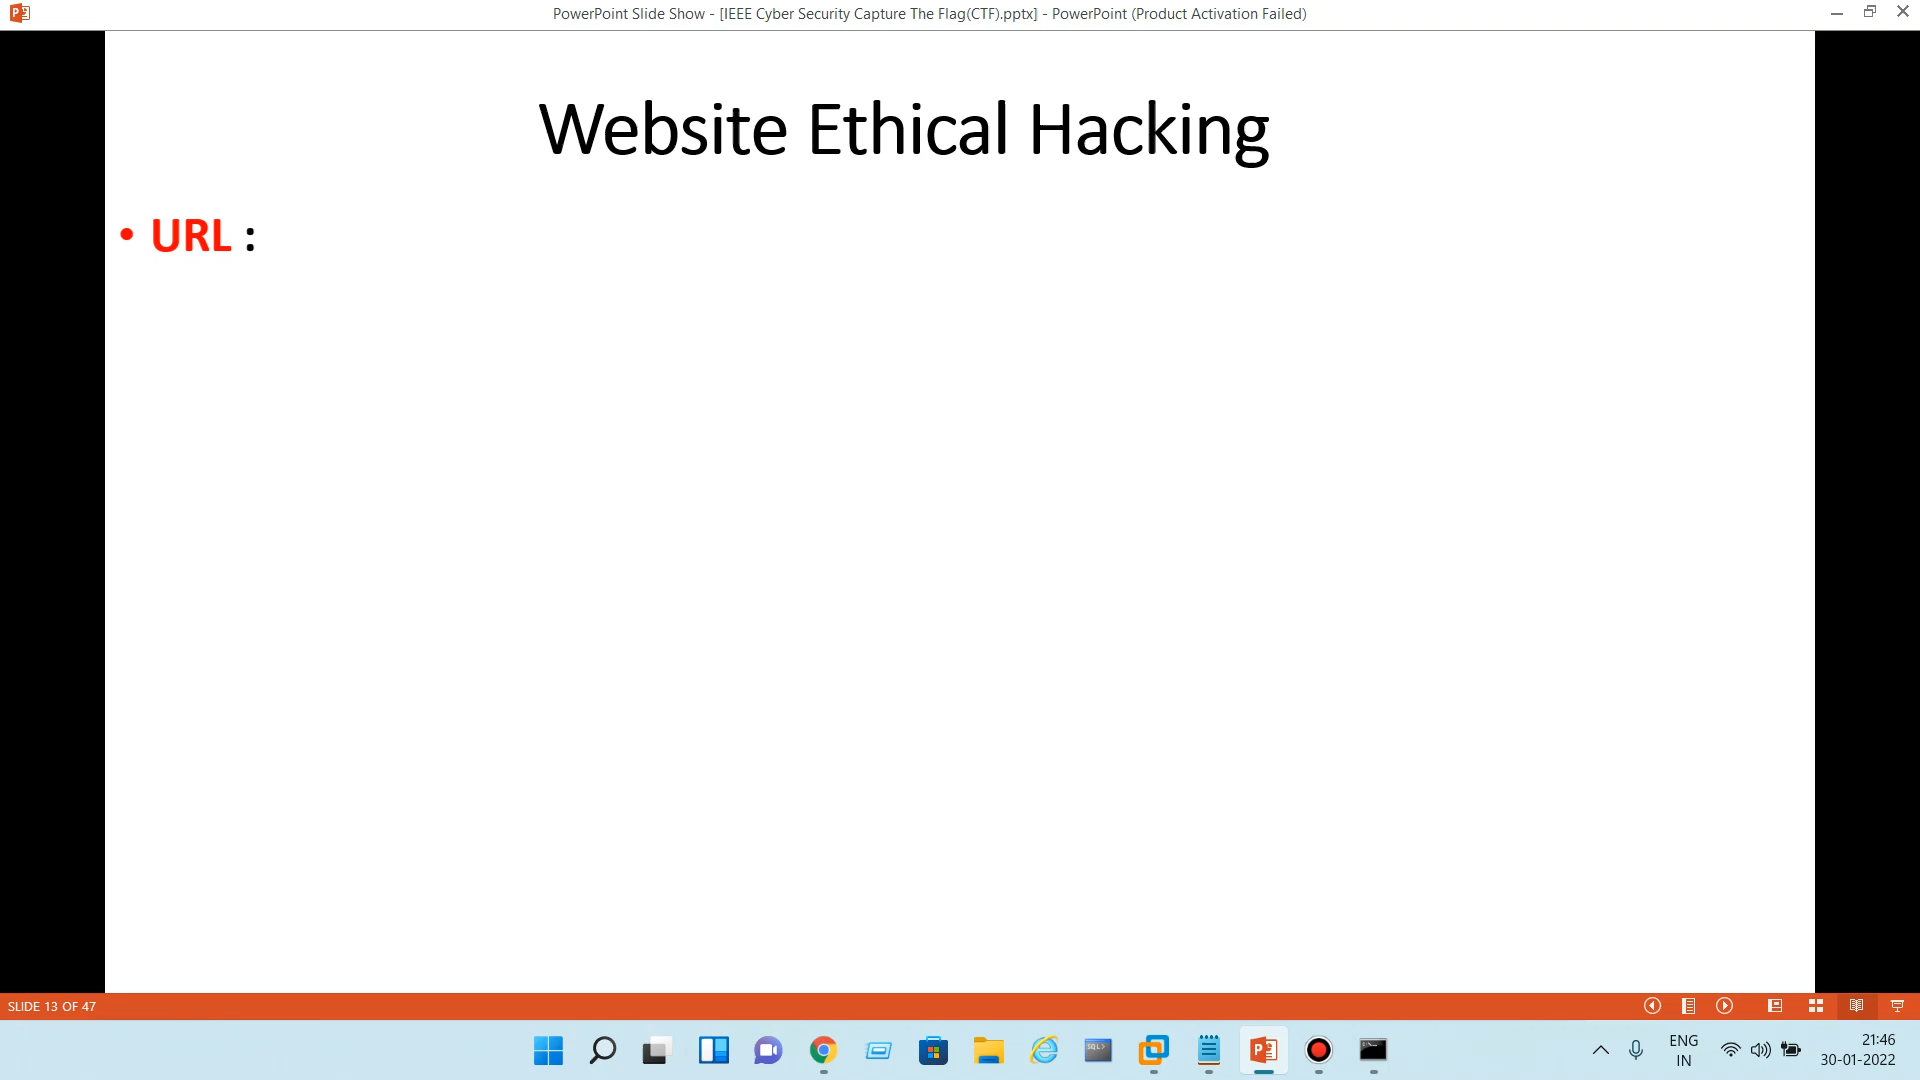 PowerPoint Slide Show - [IEEE Cyber Security Capture The Flag(CTF).pptx] - PowerPoint (Product Activation Failed)
Website Ethical Hacking
• URL :
SLIDE 13 OF 47
ENG
IN
21:46
30-01-2022